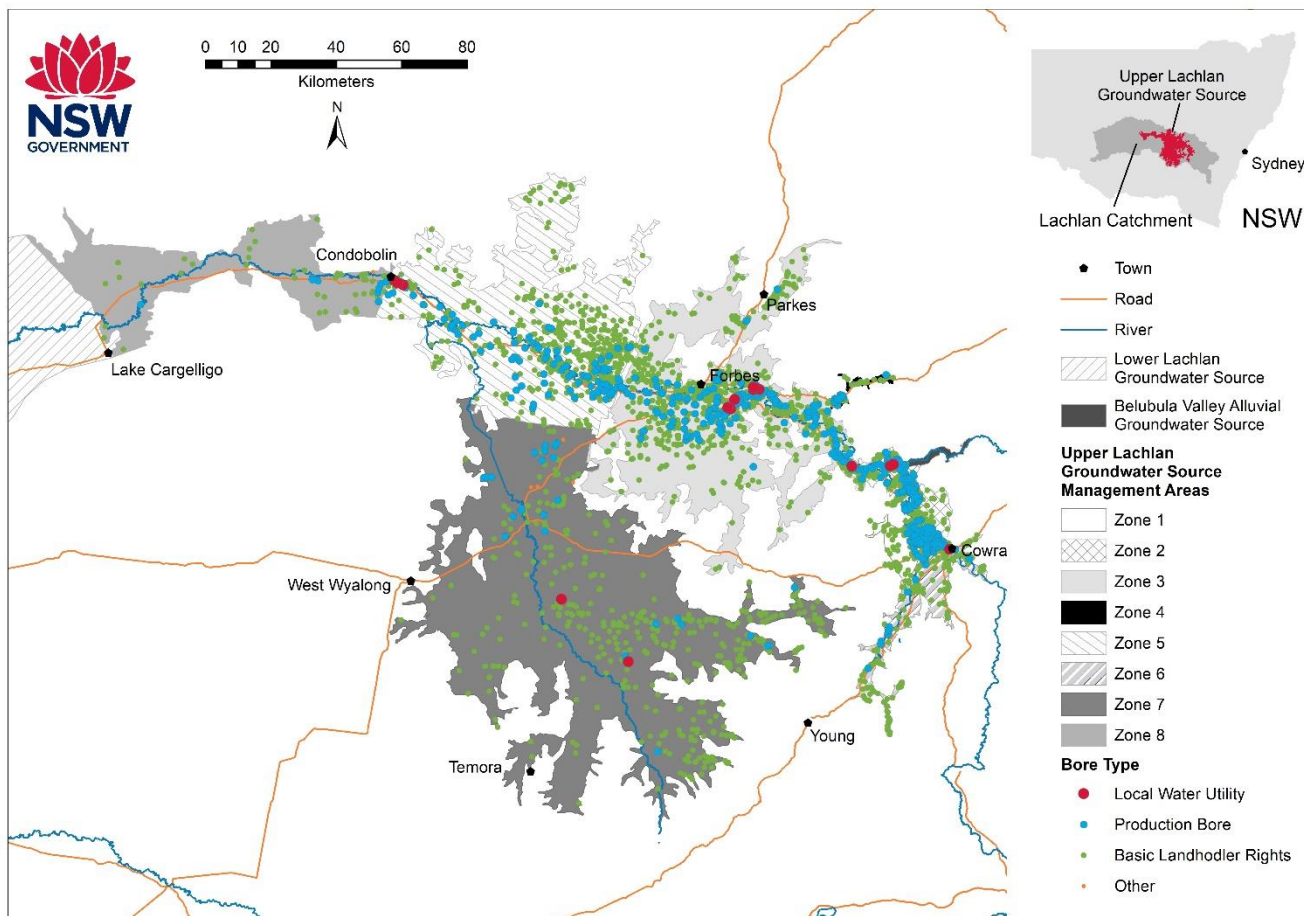 NSW
GOVERNMENT
0 10 20 40 60 80
Kilometers
N
Upper Lachlan
Groundwater Source
Sydney
Lachlan Catchment
NSW
Condobolin
Lake Cargelligo
Parkes
Forbes
Cowra
West Wyalong
Young
Temora
Town
Road
River
Lower Lachlan
Groundwater Source
Belubula Valley Alluvial
Groundwater Source
Upper Lachlan
Groundwater Source
Management Areas
Zone 1
Zone 2
Zone 3
Zone 4
Zone 5
Zone 6
Zone 7
Zone 8
Bore Type
Local Water Utility
Production Bore
Basic Landhodler Rights
Other